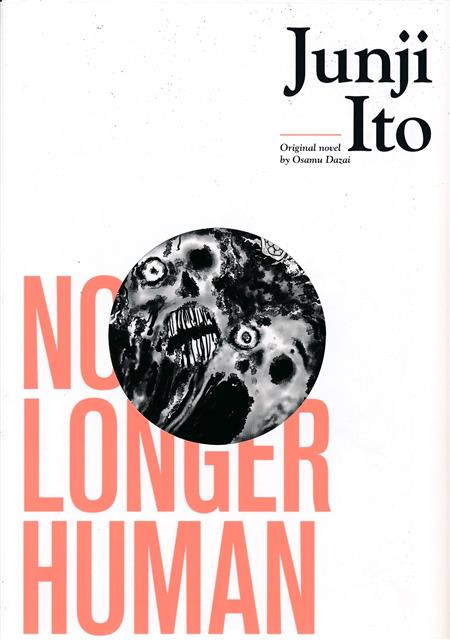 Junji
Ito
Original novel
by Osamu Dazai
NO
LONGER
HUMAN